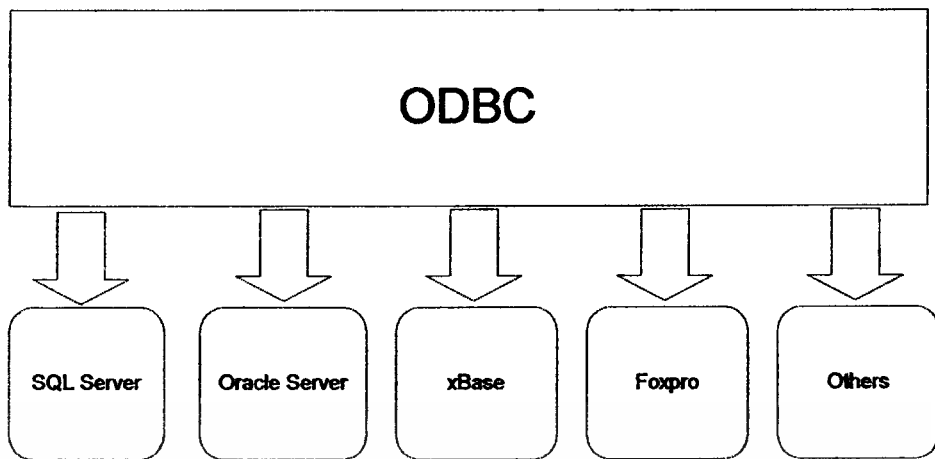 ODBC
SQL Server
Oracle Server
xBase
Foxpro
Others